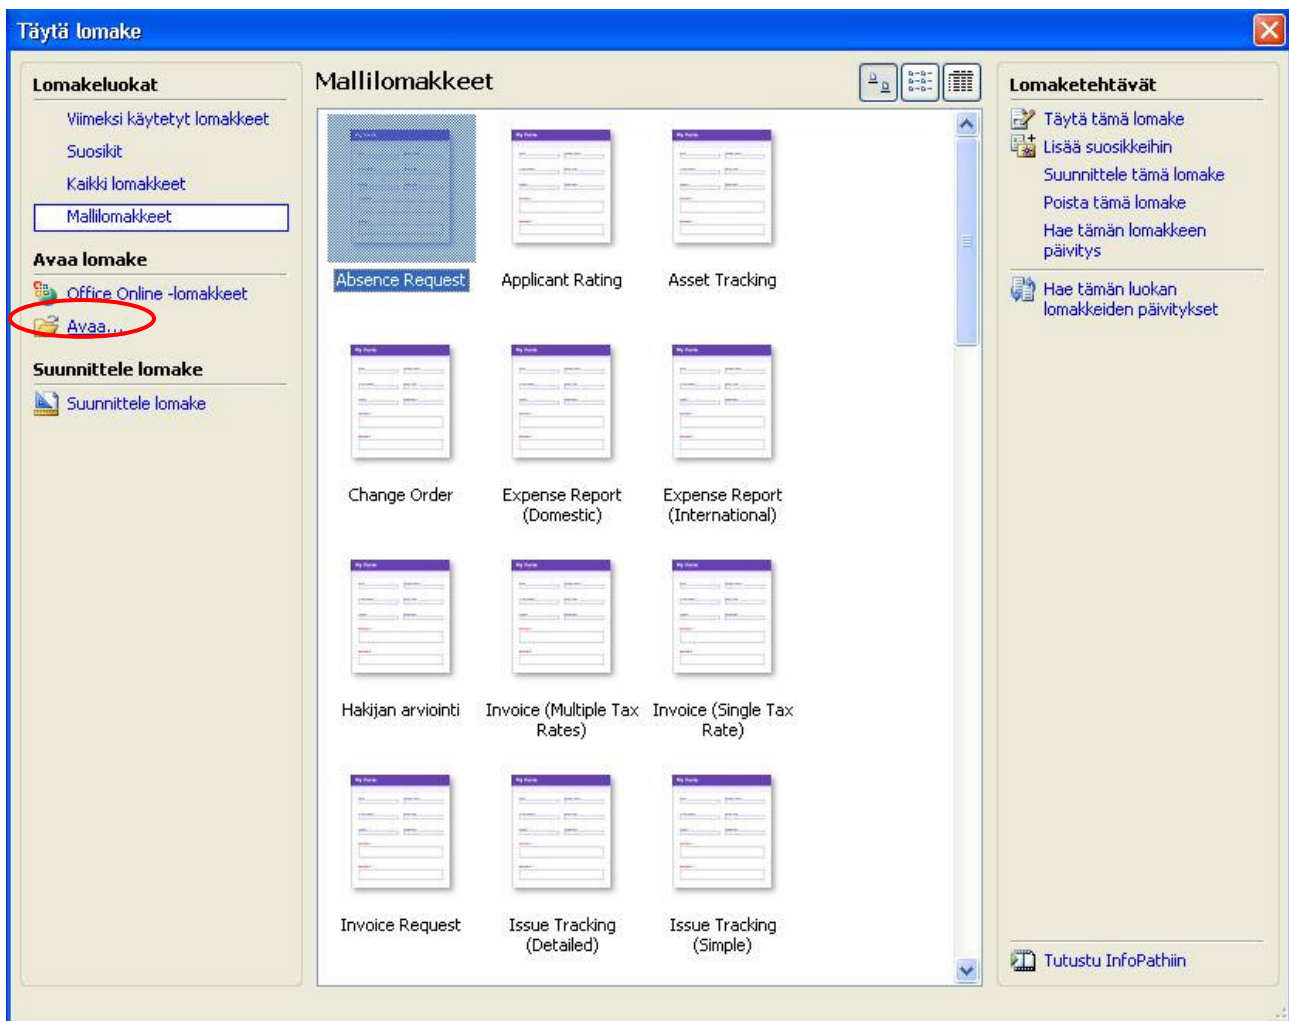 Täytä lomake
Lomakeluokat
Viimeksi käytetyt lomakkeet
Suosikit
Kaikki lomakkeet
Mallilomakkeet
Avaa lomake
Office Online -lomakkeet
Avaa...
Suunnittele lomake
Suunnittele lomake
Mallilomakkeet
Absence Request
Applicant Rating
Asset Tracking
Change Order
Expense Report
(Domestic)
Expense Report
(International)
Hakijan arviointi
Invoice (Multiple Tax
Rates)
Invoice (Single Tax
Rate)
Invoice Request
Issue Tracking
(Detailed)
Issue Tracking
(Simple)
Lomaketehtävät
Täytä tämä lomake
Lisää suosikkeihin
Suunnittele tämä lomake
Poista tämä lomake
Hae tämän lomakkeen
päivitys
Hae tämän luokan
lomakkeiden päivitykset
Tutustu InfoPathiin